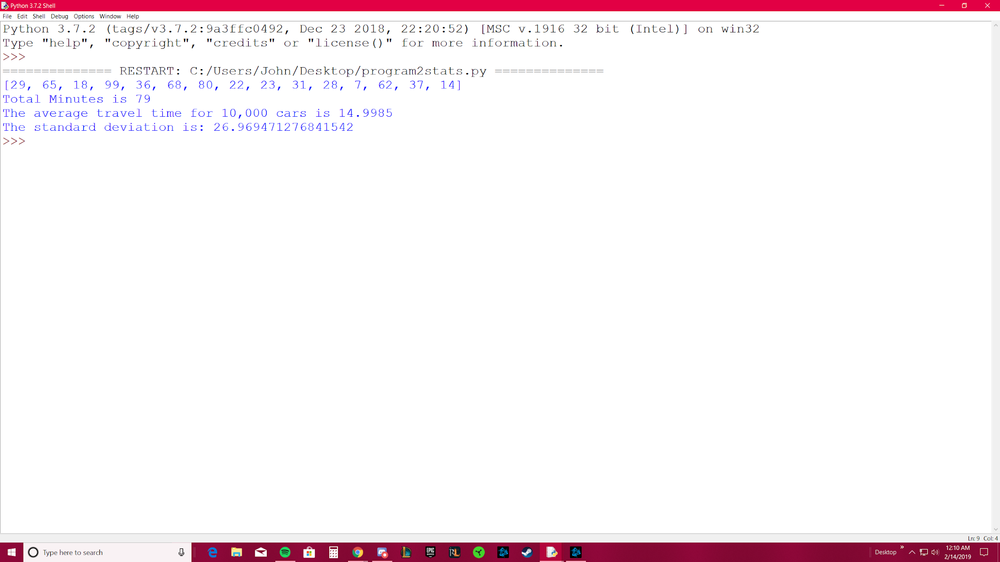 Python 3.7.2 Shell
File Edit Shell Debug Options Window Help
Python 3.7.2 (tags/v3.7.2:9a3ffc0492, Dec 23 2018, 22:20:52) [MSC v.1916 32 bit (Intel)] on win32
Type "help", "copyright", "credits" or "license()" for more information.
>>>
============== RESTART: C:/Users/John/Desktop/program2stats.py ==============
[29, 65, 18, 99, 36, 68, 80, 22, 23, 31, 28, 7, 62, 37, 14]
Total Minutes is 79
The average travel time for 10,000 cars is 14.9985
The standard deviation is: 26.969471276841542
>>>
Ln: 9 Col: 4
Type here to search
EPIC GAMES
RL
Desktop
12:10 AM
2/14/2019